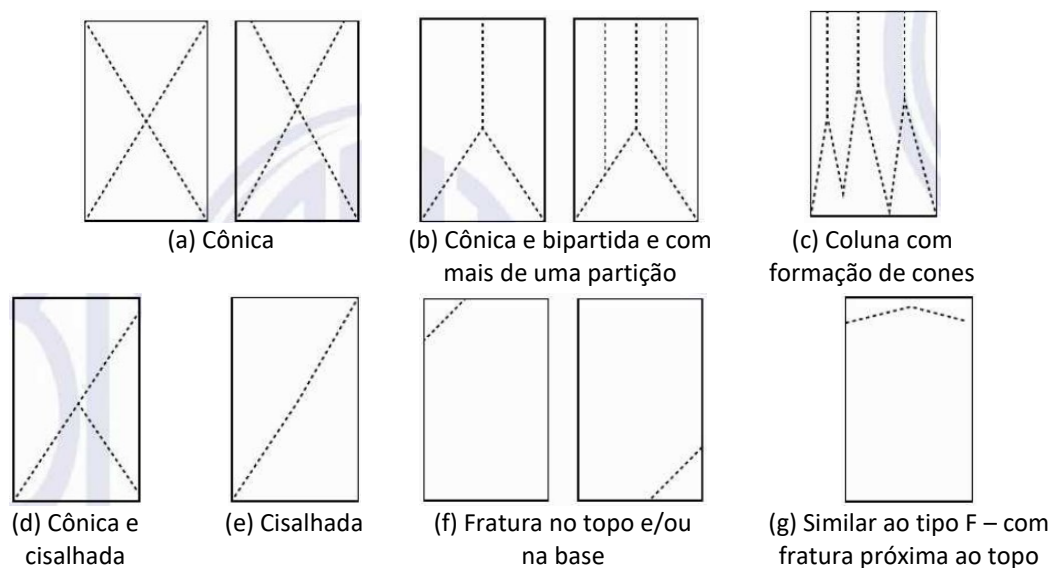 (a) Cônica
(b) Cônica e bipartida e com
mais de uma partição
(c) Coluna com
formação de cones
(d) Cônica e
cisalhada
(e) Cisalhada
(f) Fratura no topo e/ou
na base
(g) Similar ao tipo F – com
fratura próxima ao topo